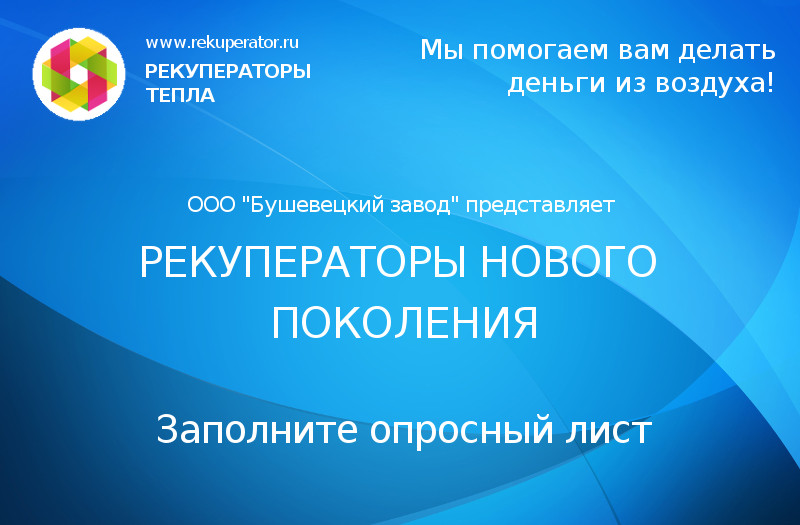 www.rekuperator.ru
РЕКУПЕРАТОРЫ
ТЕПЛА
Мы помогаем вам делать
деньги из воздуха!
ООО "Бушевецкий завод" представляет
РЕКУПЕРАТОРЫ НОВОГО
ПОКОЛЕНИЯ
Заполните опросный лист